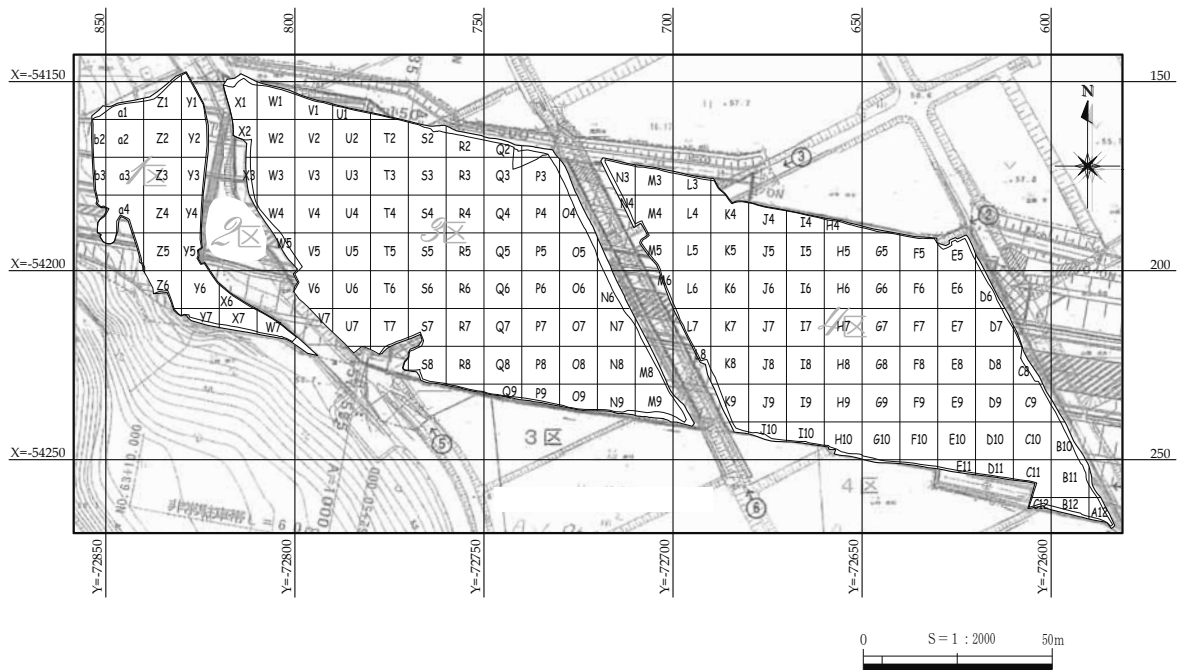 850 800 750 700 650 600
X=-54150 150
N
Z1 Y1 X1 W1
a1 V1 U1
b2 a2 Z2 Y2 X2 W2 V2 U2 T2 S2 R2 Q2
③
b3 a3 Z3 Y3 X3 W3 V3 U3 T3 S3 R3 Q3 P3 N3 M3 L3
1区
a4 Z4 Y4 W4 V4 U4 T4 S4 R4 Q4 P4 O4 N4 M4 L4 K4 J4 I4 H4
②
2区 3区
Z5 Y5 W5 V5 U5 T5 S5 R5 Q5 P5 O5 M5 L5 K5 J5 I5 H5 G5 F5 E5
X=-54200 200
Z6 Y6 X6 V6 U6 T6 S6 R6 Q6 P6 O6 N6 M6 L6 K6 J6 I6 H6 G6 F6 E6 D6
4区
Y7 X7 W7 V7 U7 T7 S7 R7 Q7 P7 O7 N7 L7 K7 J7 I7 H7 G7 F7 E7 D7
S8 R8 Q8 P8 O8 N8 M8 L8 K8 J8 I8 H8 G8 F8 E8 D8 C8
Q9 P9 O9 N9 M9 K9 J9 I9 H9 G9 F9 E9 D9 C9
J10 I10 H10 G10 F10 E10 D10 C10 B10
⑤
3区
X=-54250 250
E11 D11 C11 B11
NO.63+10.000
A=1000
4区
⑥
C12 B12 A12
Y=-72850 Y=-72800 Y=-72750 Y=-72700 Y=-72650 Y=-72600
0 S=1:2000 50m